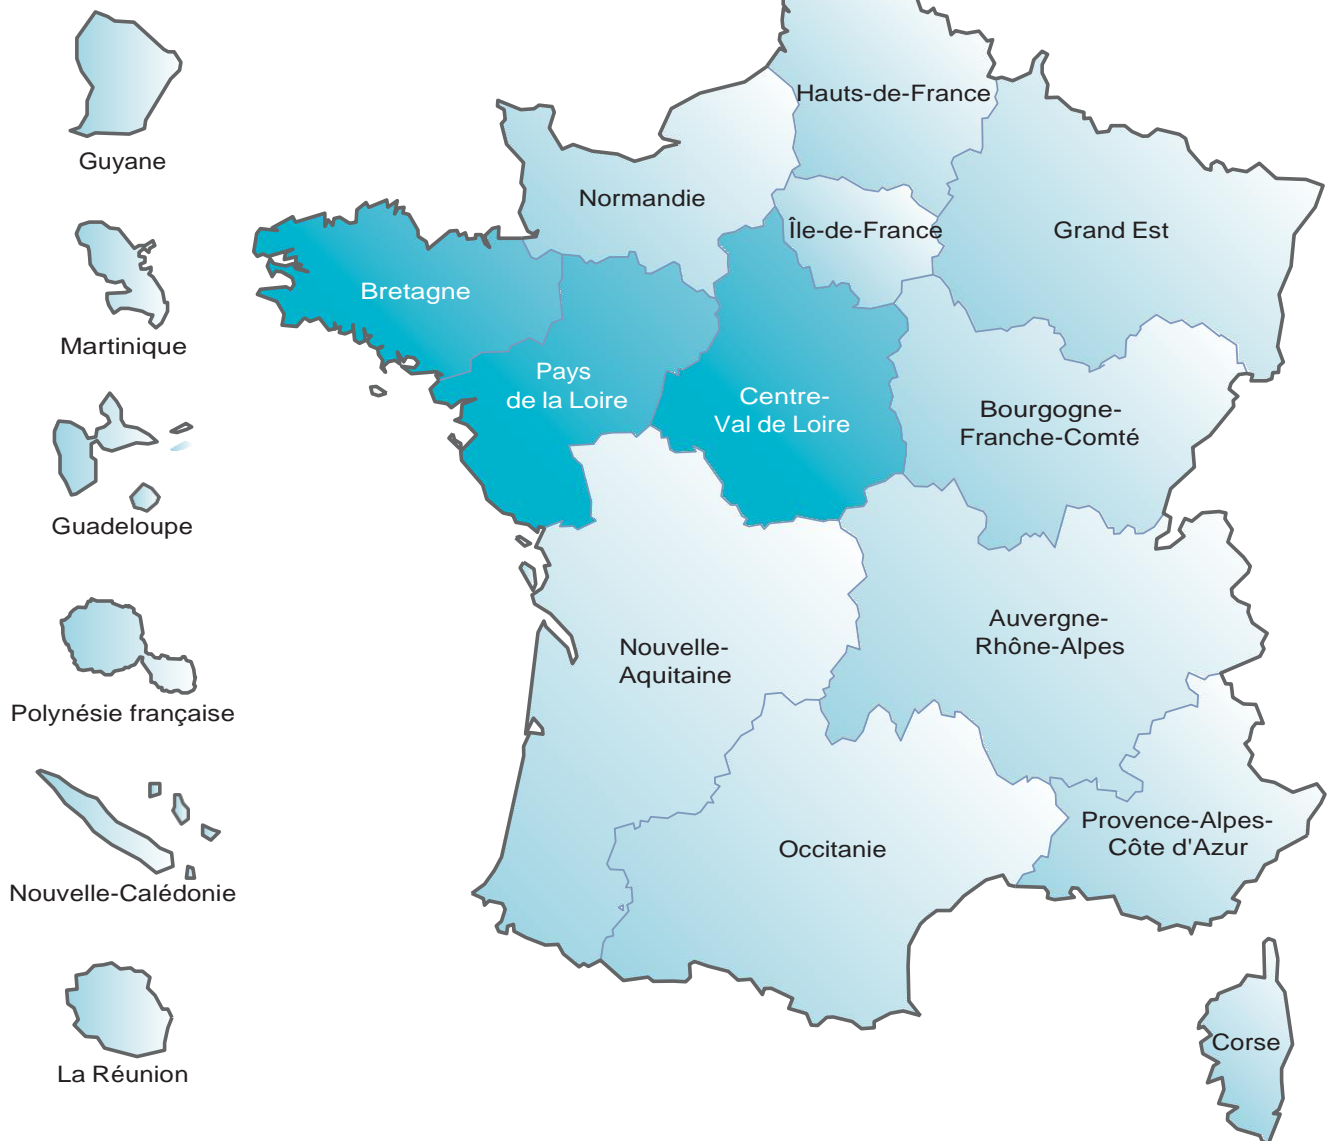 Guyane
Martinique
Guadeloupe
Polynésie française
Nouvelle-Calédonie
La Réunion
Hauts-de-France
Normandie
Île-de-France
Grand Est
Bretagne
Pays
de la Loire
Centre-
Val de Loire
Bourgogne-
Franche-Comté
Nouvelle-
Aquitaine
Auvergne-
Rhône-Alpes
Occitanie
Provence-Alpes-
Côte d'Azur
Corse